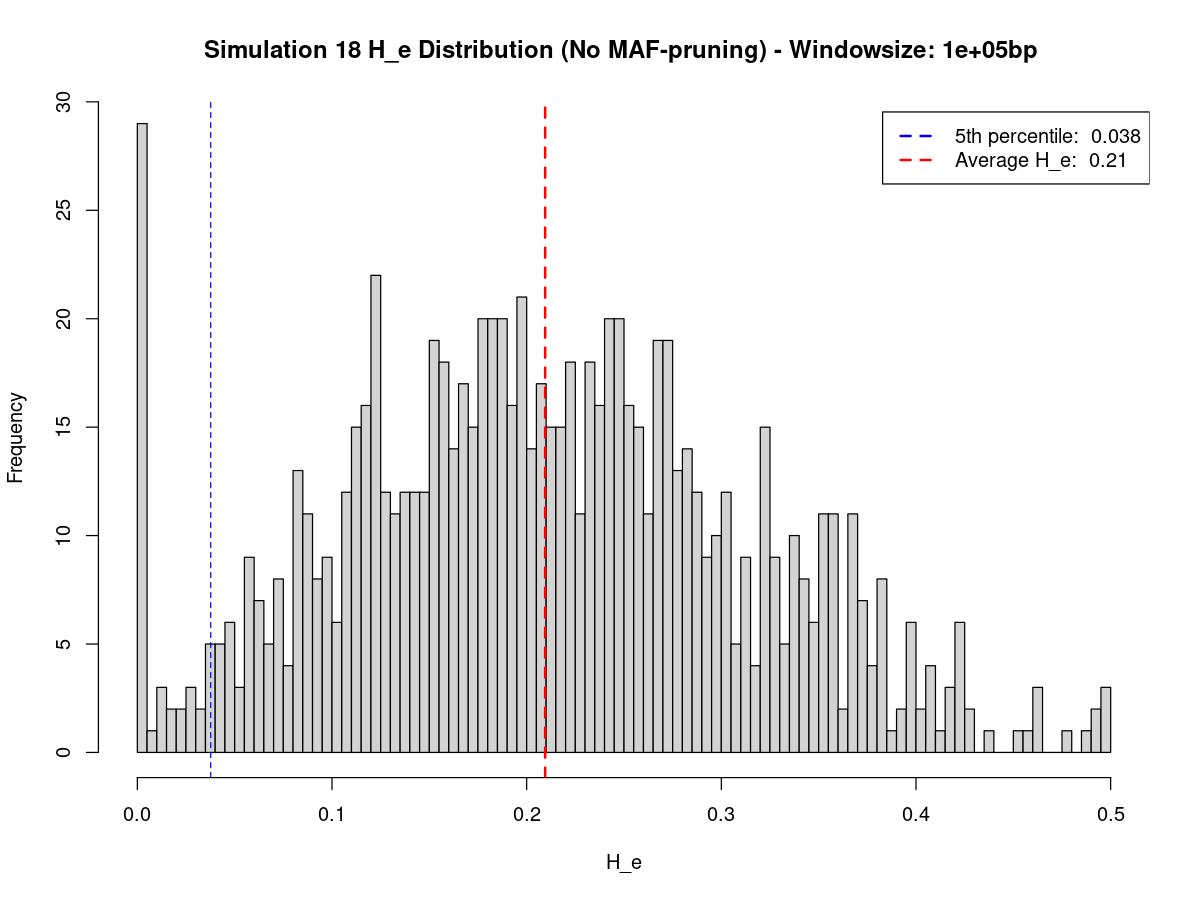 Simulation 18 H_e Distribution (No MAF-pruning) - Windowsize: 1e+05bp
5th percentile:  0.038
Average H_e:  0.21
Frequency
30
25
20
15
10
5
0
0.0 0.1 0.2 0.3 0.4 0.5
H_e